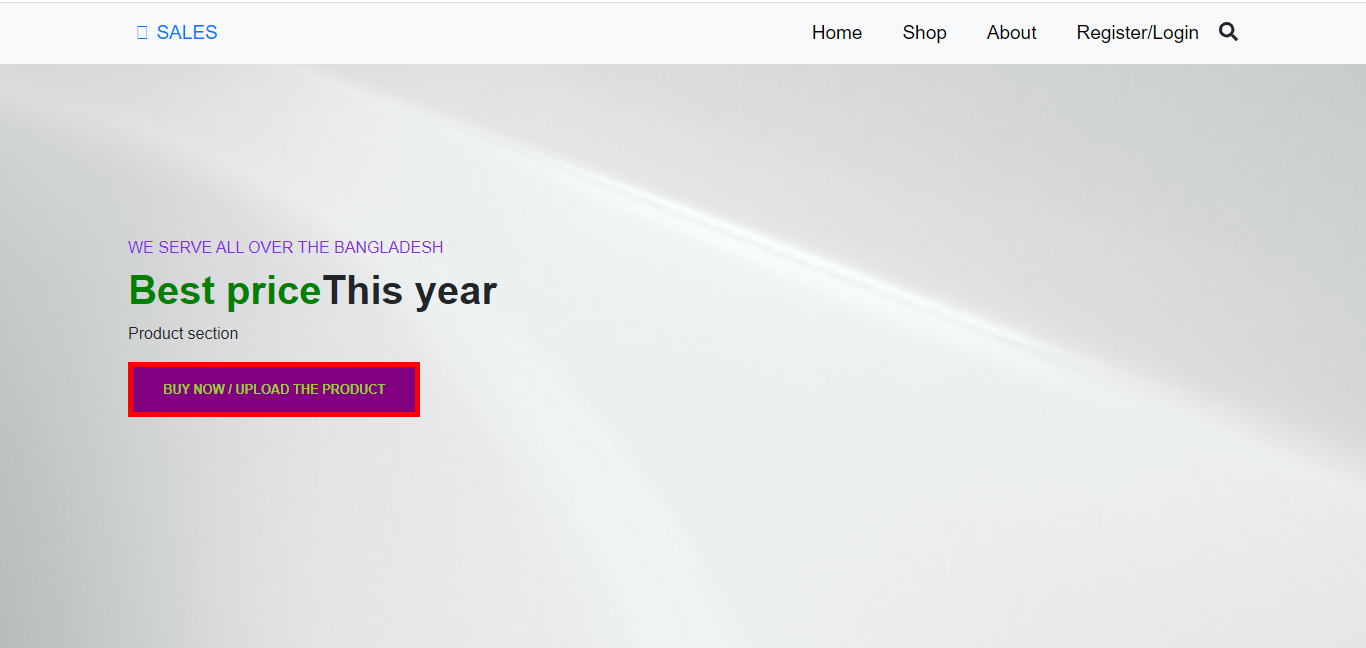 SALES
Home
Shop
About
Register/Login
WE SERVE ALL OVER THE BANGLADESH
Best priceThis year
Product section
BUY NOW / UPLOAD THE PRODUCT